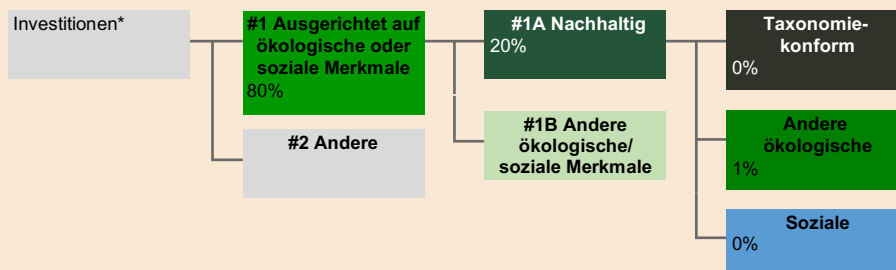 Investitionen*
#1 Ausgerichtet auf
ökologische oder
soziale Merkmale
80%
#2 Andere
#1A Nachhaltig
20%
#1B Andere
ökologische/
soziale Merkmale
Taxonomie-
konform
0%
Andere
ökologische
1%
Soziale
0%